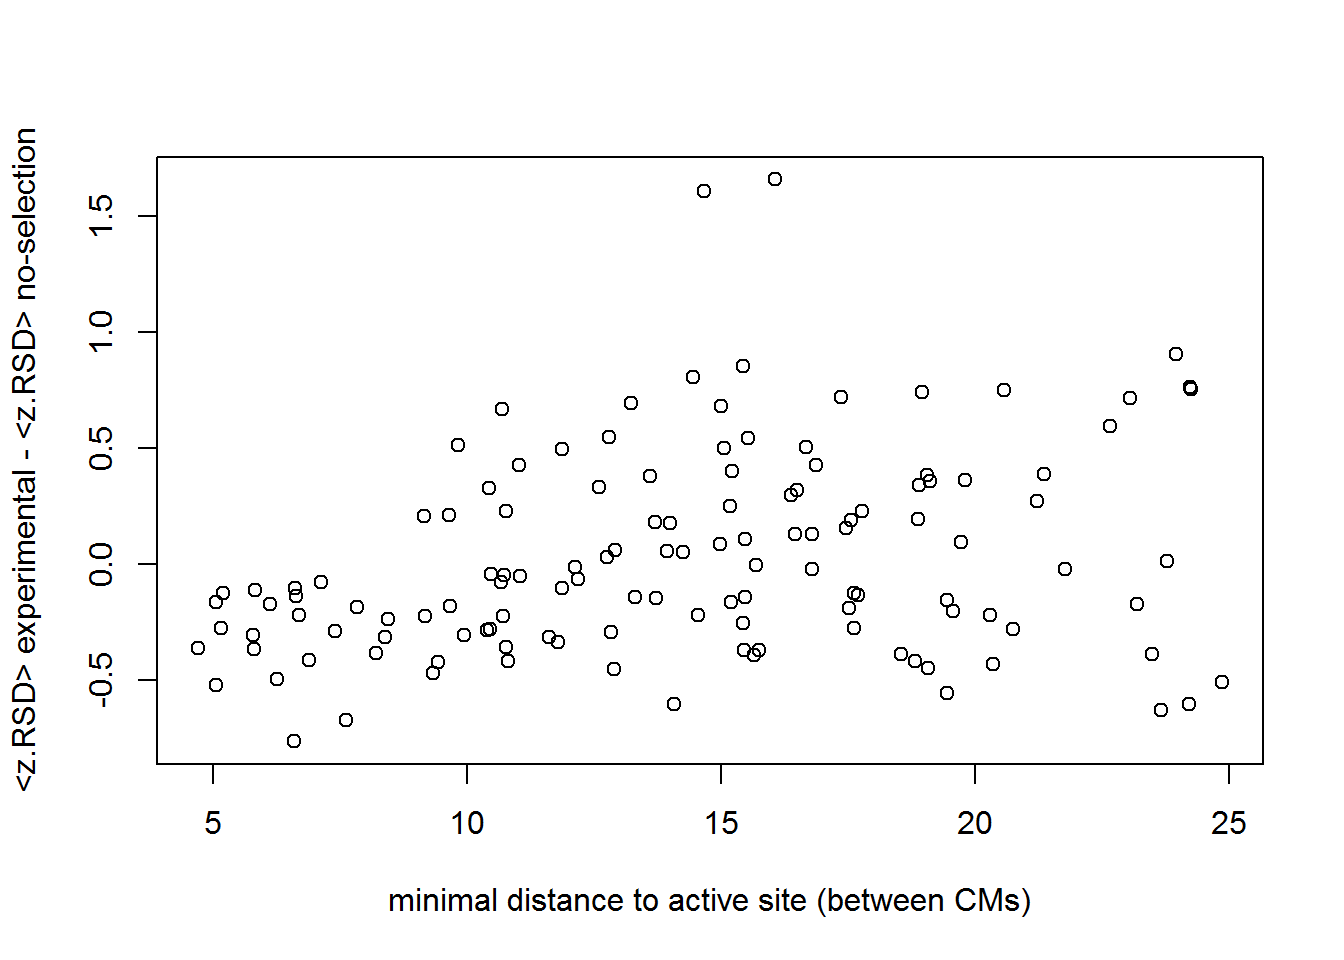 <z.RSD> experimental - <z.RSD> no-selection
1.5
1.0
0.5
0.0
-0.5
5 10 15 20 25
minimal distance to active site (between CMs)